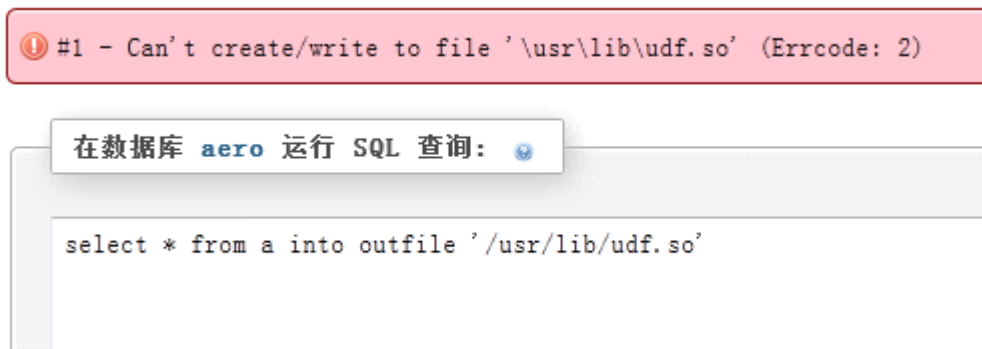 #1 - Can't create/write to file '\usr\lib\udf.so' (Errcode: 2)
在数据库 aero 运行 SQL 查询:
select * from a into outfile '/usr/lib/udf.so'